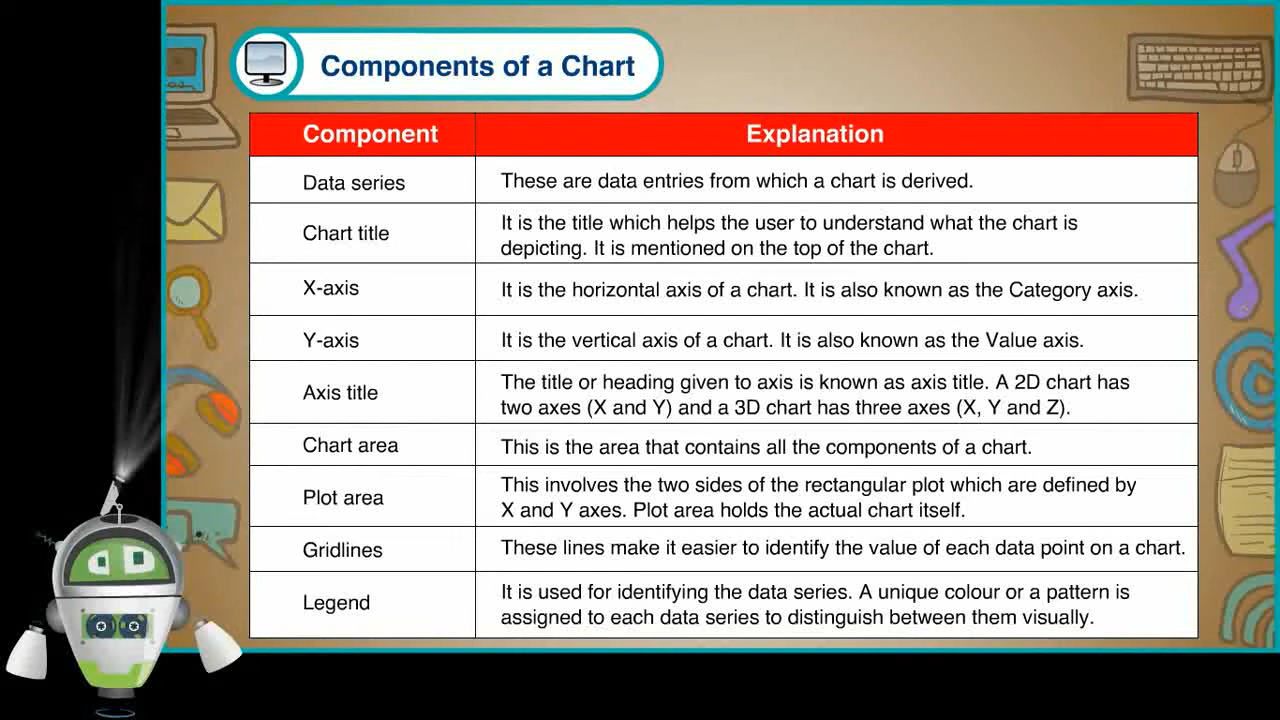 Components of a Chart
Component Explanation
Data series These are data entries from which a chart is derived.
Chart title It is the title which helps the user to understand what the chart is
depicting. It is mentioned on the top of the chart.
X-axis It is the horizontal axis of a chart. It is also known as the Category axis.
Y-axis It is the vertical axis of a chart. It is also known as the Value axis.
Axis title The title or heading given to axis is known as axis title. A 2D chart has
two axes (X and Y) and a 3D chart has three axes (X, Y and Z).
Chart area This is the area that contains all the components of a chart.
Plot area This involves the two sides of the rectangular plot which are defined by
X and Y axes. Plot area holds the actual chart itself.
Gridlines These lines make it easier to identify the value of each data point on a chart.
Legend It is used for identifying the data series. A unique colour or a pattern is
assigned to each data series to distinguish between them visually.